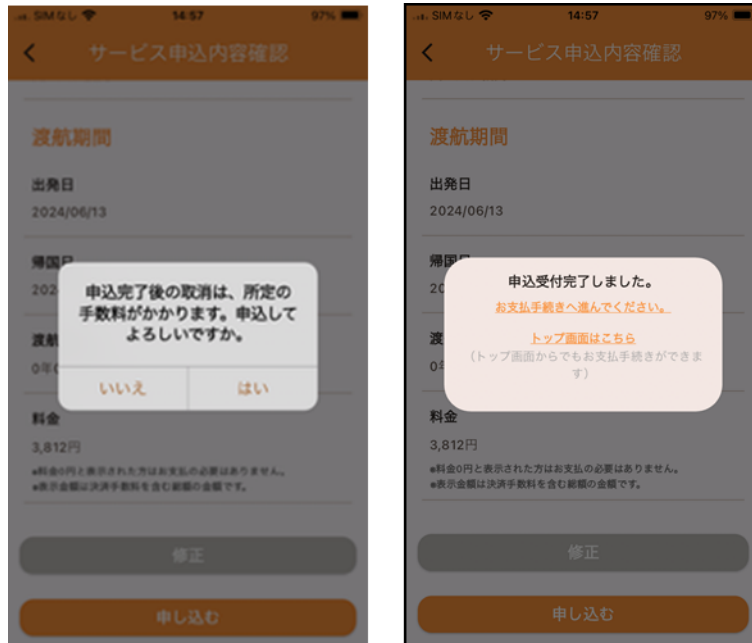 SIMなし 14:57 97%
サービス申込内容確認
渡航期間
出発日
2024/06/13
帰国日
202
申込完了後の取消は、所定の
手数料がかかります。申込して
よろしいですか。
渡航
0年
いいえ はい
料金
3,812円
●料金0円と表示された方はお支払の必要はありません。
●表示金額は決済手数料を含む総額の金額です。
修正
申し込む
SIMなし 14:57 97%
サービス申込内容確認
渡航期間
出発日
2024/06/13
帰国日
20
申込受付完了しました。
お支払手続きへ進んでください。
渡
トップ画面はこちら
(トップ画面からでもお支払手続きができま
す)
料金
3,812円
●料金0円と表示された方はお支払の必要はありません。
●表示金額は決済手数料を含む総額の金額です。
修正
申し込む